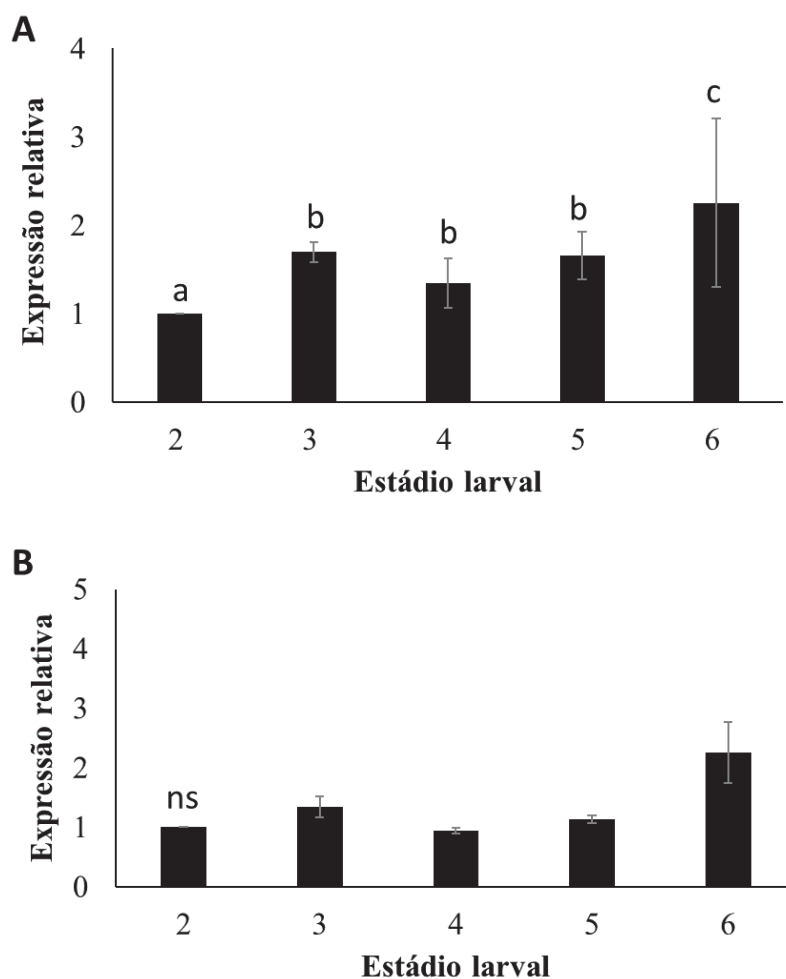 A
4
3
2
1
0
Expressão relativa
a
b
b
b
c
2 3 4 5 6
Estádio larval
B
5
4
3
2
1
0
Expressão relativa
ns
2 3 4 5 6
Estádio larval